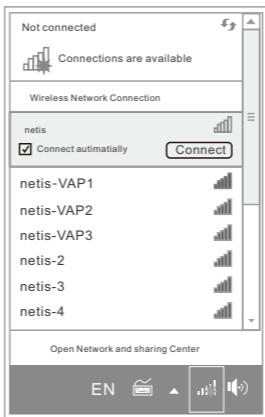 Not connected
Connections are available
Wireless Network Connection
netis
Connect autimatially
Connect
netis-VAP1
netis-VAP2
netis-VAP3
netis-2
netis-3
netis-4
Open Network and sharing Center
EN